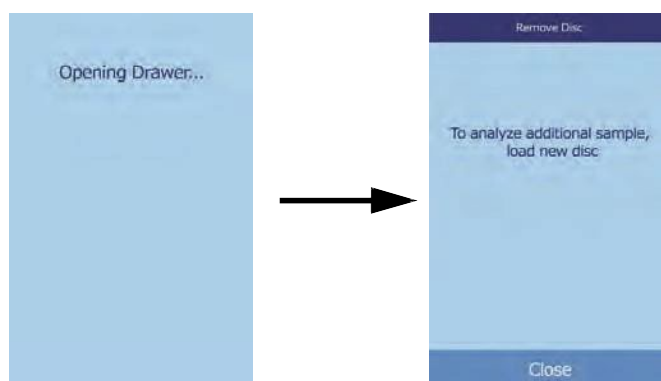 Opening Drawer...
Remove Disc
To analyze additional sample,
load new disc
Close